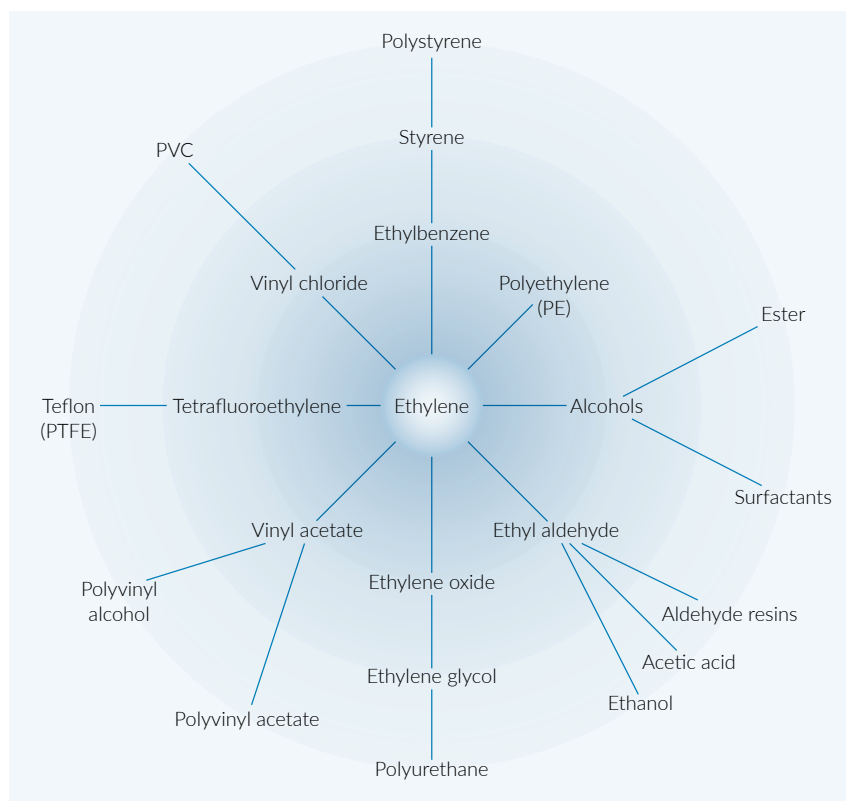 Polystyrene
Styrene
PVC
Ethylbenzene
Vinyl chloride
Polyethylene
(PE)
Ester
Teflon
(PTFE)
Tetrafluoroethylene
Ethylene
Alcohols
Surfactants
Vinyl acetate
Ethyl aldehyde
Polyvinyl
alcohol
Ethylene oxide
Aldehyde resins
Acetic acid
Ethylene glycol
Ethanol
Polyvinyl acetate
Polyurethane